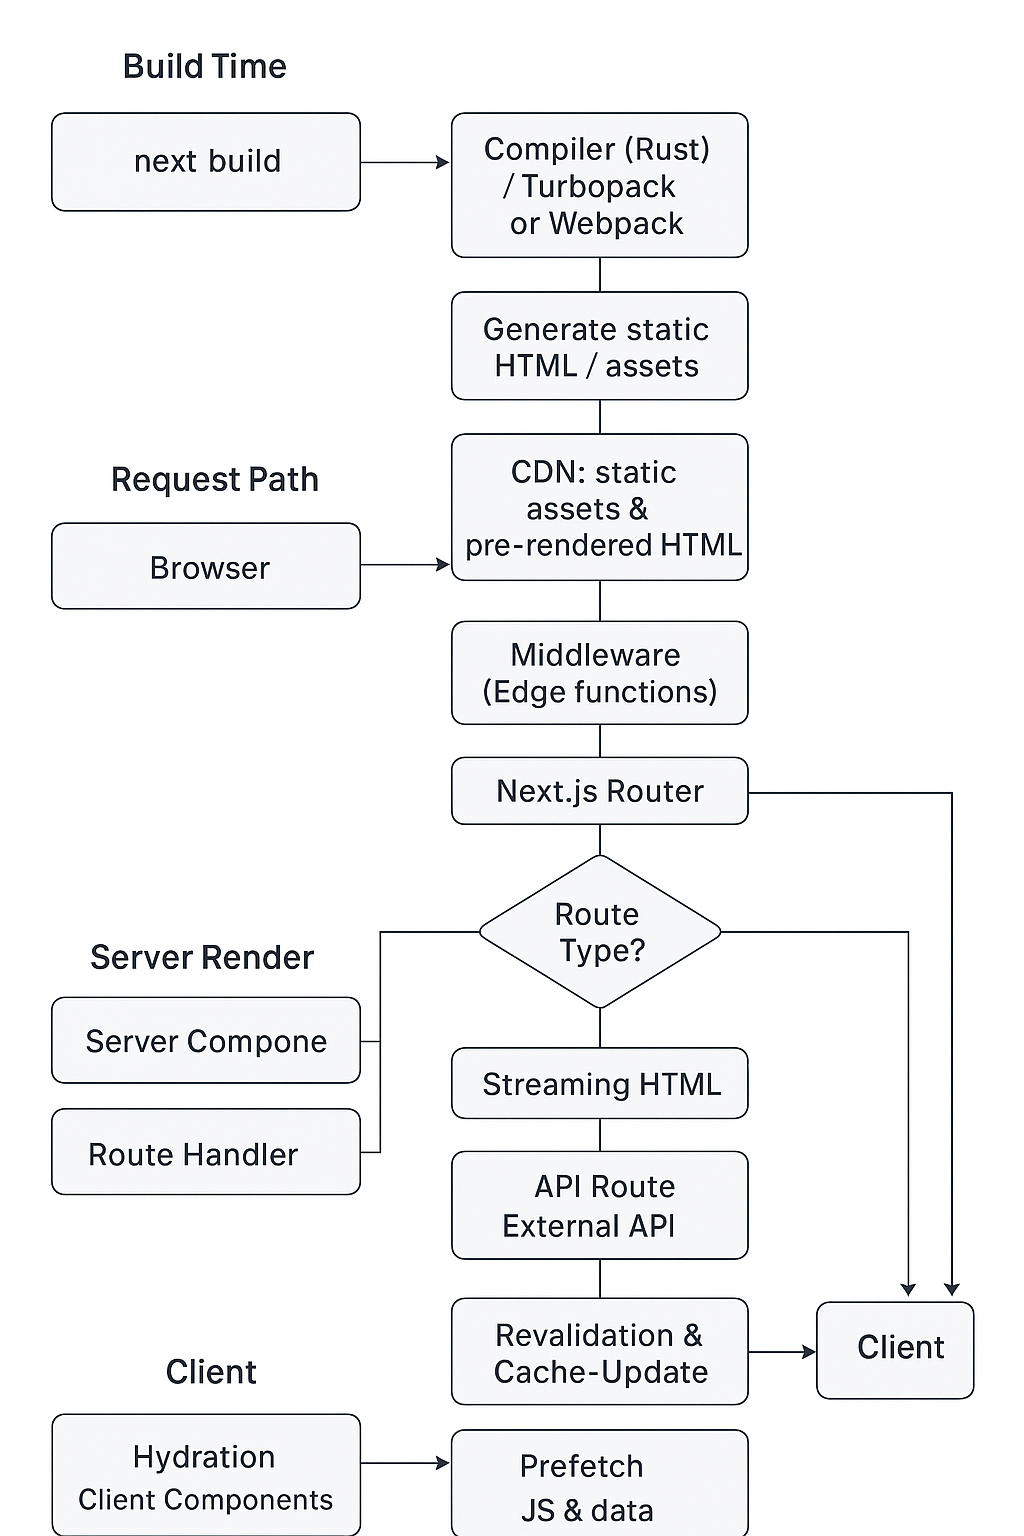 Build Time
next build
Compiler (Rust)
/ Turbopack
or Webpack
Generate static
HTML / assets
Request Path
Browser
CDN: static
assets &
pre-rendered HTML
Middleware
(Edge functions)
Next.js Router
Route
Type?
Server Render
Server Compone
Route Handler
Streaming HTML
API Route
External API
Revalidation &
Cache-Update
Client
Client
Hydration
Client Components
Prefetch
JS & data